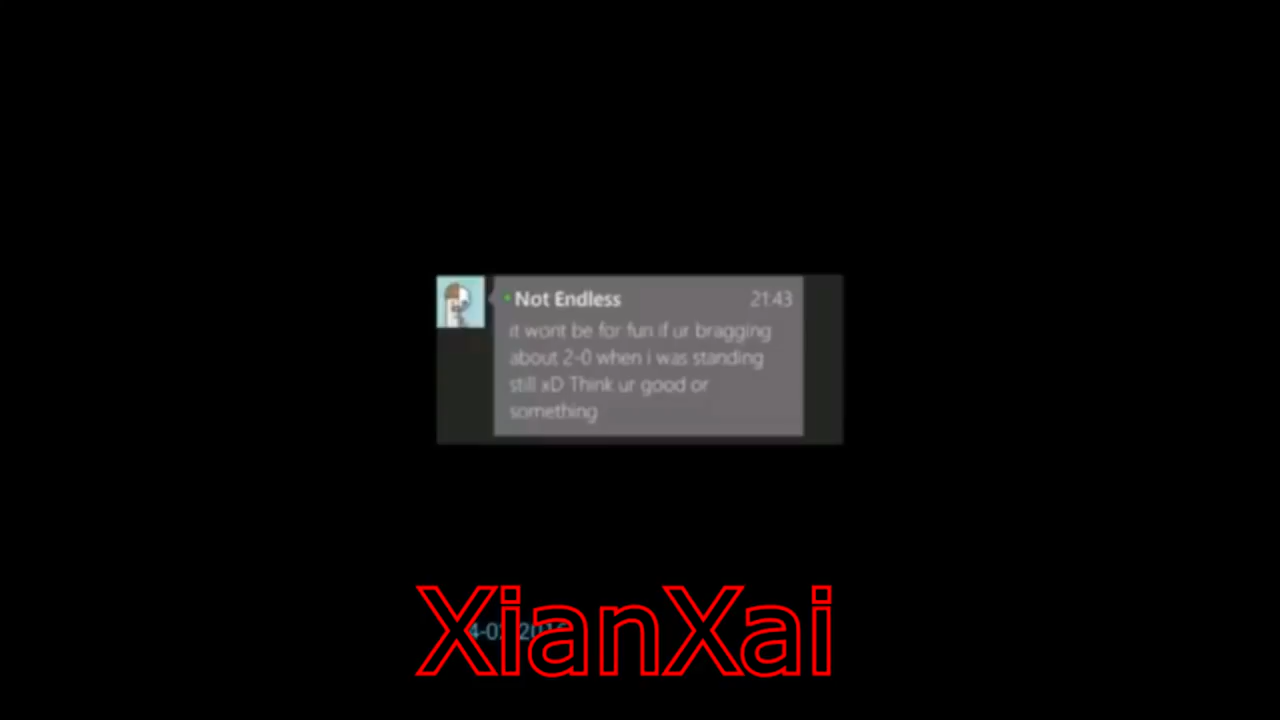 Not Endless 21:43
it wont be for fun if ur bragging
about 2-0 when i was standing
still xD Think ur good or
something
XianXai